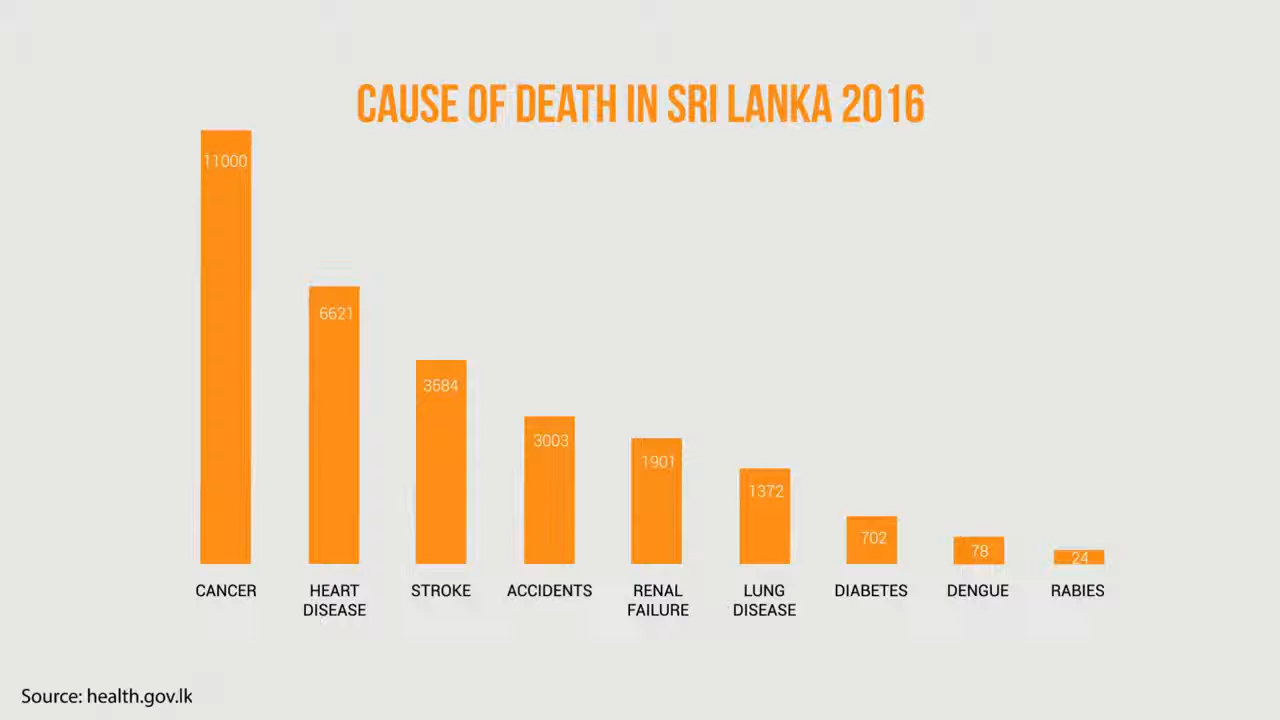 CAUSE OF DEATH IN SRI LANKA 2016
11000
6621
3584
3003
1901
1372
702
78
24
CANCER
HEART
DISEASE
STROKE
ACCIDENTS
RENAL
FAILURE
LUNG
DISEASE
DIABETES
DENGUE
RABIES
Source: health.gov.lk